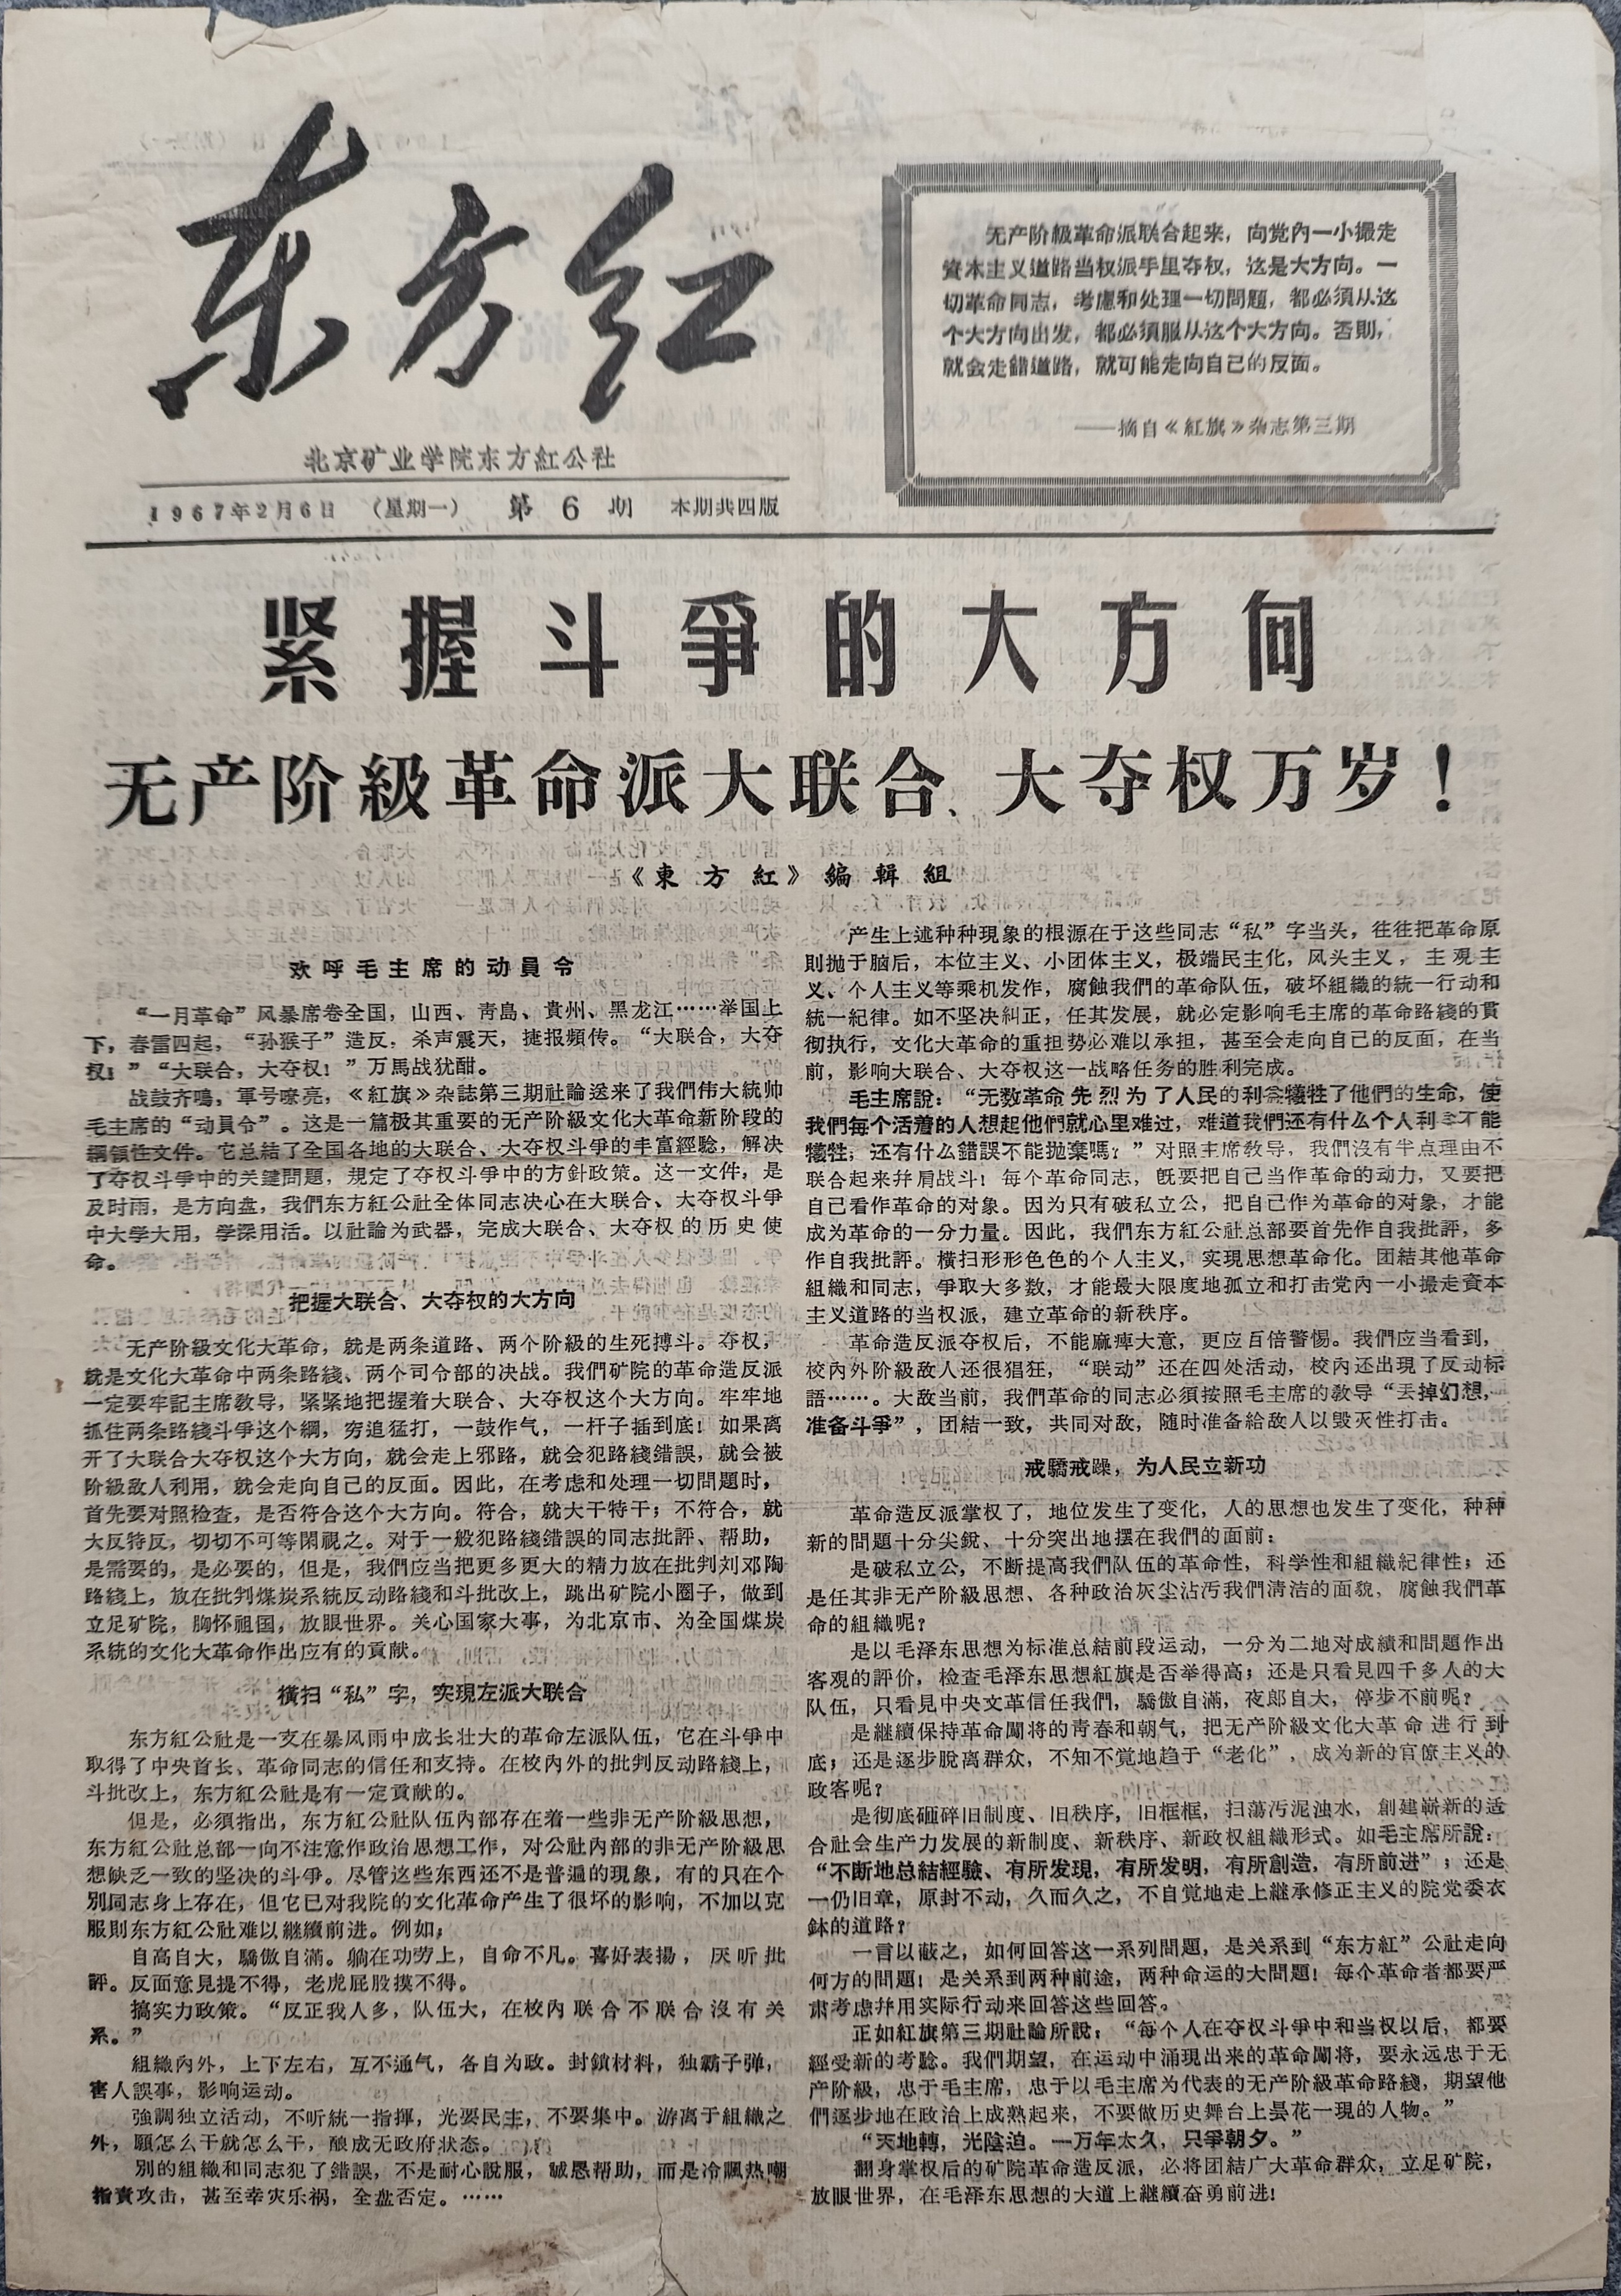 东方红
北京矿业学院东方紅公社
1967年2月6日 （星期一） 第 6 期 本期共四版
无产阶級革命派联合起来，向党內一小撮走
資本主义道路当权派手里夺权，这是大方向。一
切革命同志，考慮和处理一切問題，都必須从这
个大方向出发，都必須服从这个大方向。否則，
就会走錯道路，就可能走向自己的反面。
——摘自《紅旗》杂志第三期
紧握斗爭的大方向
无产阶級革命派大联合、大夺权万岁！
《東方紅》編輯組
欢呼毛主席的动員令
“一月革命”风暴席卷全国，山西、靑島、貴州、黑龙江……举国上
下，春雷四起，“孙猴子”造反，杀声震天，捷报頻传。“大联合，大夺
权！”“大联合，大夺权！”万馬战犹酣。
战鼓齐鳴，軍号嘹亮，《紅旗》杂誌第三期社論送来了我們伟大統帅
毛主席的“动員令”。这是一篇极其重要的无产阶級文化大革命新阶段的
綱領性文件。它总結了全国各地的大联合、大夺权斗爭的丰富經驗，解决
了夺权斗爭中的关鍵問題，規定了夺权斗爭中的方針政策。这一文件，是
及时雨，是方向盘，我們东方紅公社全体同志决心在大联合、大夺权斗爭
中大学大用，学深用活。以社論为武器，完成大联合、大夺权的历史使
命。
把握大联合、大夺权的大方向
无产阶級文化大革命，就是两条道路、两个阶級的生死搏斗。夺权，
就是文化大革命中两条路綫、两个司令部的决战。我們矿院的革命造反派
一定要牢記主席敎导，紧紧地把握着大联合、大夺权这个大方向。牢牢地
抓住两条路綫斗爭这个綱，穷追猛打，一鼓作气，一杆子插到底！如果离
开了大联合大夺权这个大方向，就会走上邪路，就会犯路綫錯誤，就会被
阶級敌人利用，就会走向自己的反面。因此，在考慮和处理一切問題时，
首先要对照检查，是否符合这个大方向。符合，就大干特干；不符合，就
大反特反，切切不可等閑視之。对于一般犯路綫錯誤的同志批評、帮助，
是需要的，是必要的，但是，我們应当把更多更大的精力放在批判刘邓陶
路綫上，放在批判煤炭系統反动路綫和斗批改上，跳出矿院小圈子，做到
立足矿院，胸怀祖国，放眼世界。关心国家大事，为北京市、为全国煤炭
系統的文化大革命作出应有的貢献。
橫扫“私”字，实現左派大联合
东方紅公社是一支在暴风雨中成长壮大的革命左派队伍，它在斗爭中
取得了中央首长、革命同志的信任和支持。在校內外的批判反动路綫上，
斗批改上，东方紅公社是有一定貢献的。
但是，必須指出，东方紅公社队伍內部存在着一些非无产阶級思想，
东方紅公社总部一向不注意作政治思想工作，对公社內部的非无产阶級思
想缺乏一致的坚决的斗爭。尽管这些东西还不是普遍的現象，有的只在个
別同志身上存在，但它已对我院的文化革命产生了很坏的影响，不加以克
服則东方紅公社难以継續前进。例如；
自高自大，驕傲自滿。躺在功劳上，自命不凡。喜好表揚，厌听批
評。反面意見提不得，老虎屁股摸不得。
搞实力政策。“反正我人多，队伍大，在校內联合不联合沒有关
系。”
組織內外，上下左右，互不通气，各自为政。封鎖材料，独霸子弹，
害人誤事，影响运动。
強調独立活动，不听統一指揮，光要民主，不要集中。游离于組織之
外，願怎么干就怎么干，酿成无政府状态。
別的組織和同志犯了錯誤，不是耐心說服，誠恳帮助，而是冷諷热嘲
指責攻击，甚至幸灾乐祸，全盘否定。……
产生上述种种現象的根源在于这些同志“私”字当头，往往把革命原
則抛于脑后，本位主义、小团体主义，极端民主化，风头主义，主观主
义、个人主义等乘机发作，腐蝕我們的革命队伍，破坏組織的統一行动和
統一紀律。如不坚决糾正，任其发展，就必定影响毛主席的革命路綫的貫
彻执行，文化大革命的重担势必难以承担，甚至会走向自己的反面，在当
前，影响大联合、大夺权这一战略任务的胜利完成。
毛主席說：“无数革命先烈为了人民的利益犧牲了他們的生命，使
我們每个活着的人想起他們就心里难过，难道我們还有什么个人利益不能
犧牲，还有什么錯誤不能抛棄嗎？”对照主席敎导，我們沒有半点理由不
联合起来幷肩战斗！每个革命同志，旣要把自己当作革命的动力，又要把
自己看作革命的对象。因为只有破私立公，把自己作为革命的对象，才能
成为革命的一分力量。因此，我們东方紅公社总部要首先作自我批評，多
作自我批評。橫扫形形色色的个人主义，实現思想革命化。团結其他革命
組織和同志，爭取大多数，才能最大限度地孤立和打击党內一小撮走資本
主义道路的当权派，建立革命的新秩序。
革命造反派夺权后，不能麻痺大意，更应百倍警惕。我們应当看到，
校內外阶級敌人还很猖狂，“联动”还在四处活动，校內还出現了反动标
語……。大敌当前，我們革命的同志必須按照毛主席的敎导“丢掉幻想，
准备斗爭”，团結一致，共同对敌，随时准备給敌人以毁灭性打击。
戒驕戒躁，为人民立新功
革命造反派掌权了，地位发生了变化，人的思想也发生了变化，种种
新的問題十分尖銳、十分突出地摆在我們的面前：
是破私立公，不断提高我們队伍的革命性，科学性和組織紀律性；还
是任其非无产阶級思想、各种政治灰尘沾汚我們清洁的面貌，腐蝕我們革
命的組織呢？
是以毛泽东思想为标准总結前段运动，一分为二地对成績和問題作出
客观的評价，检查毛泽东思想紅旗是否举得高；还是只看見四千多人的大
队伍，只看見中央文革信任我們，驕傲自滿，夜郎自大，停步不前呢？
是継續保持革命闖将的靑春和朝气，把无产阶級文化大革命进行到
底；还是逐步脫离群众，不知不覚地趋于“老化”，成为新的官僚主义的
政客呢？
是彻底砸碎旧制度、旧秩序，旧框框，扫荡汚泥浊水，創建嶄新的适
合社会生产力发展的新制度、新秩序、新政权組織形式。如毛主席所說：
“不断地总結經驗、有所发現，有所发明，有所創造，有所前进”；还是
一仍旧章，原封不动，久而久之，不自觉地走上継承修正主义的院党委衣
鉢的道路？
一言以蔽之，如何回答这一系列問題，是关系到“东方紅”公社走向
何方的問題！是关系到两种前途，两种命运的大問題！每个革命者都要严
肃考虑幷用实际行动来回答这些回答。
正如紅旗第三期社論所說：“每个人在夺权斗爭中和当权以后，都要
經受新的考驗。我們期望，在运动中涌現出来的革命闖将，要永远忠于无
产阶級，忠于毛主席，忠于以毛主席为代表的无产阶級革命路綫，期望他
們逐步地在政治上成熟起来，不要做历史舞台上昙花一現的人物。”
“天地轉，光陰迫。一万年太久，只爭朝夕。”
翻身掌权后的矿院革命造反派，必将团結广大革命群众，立足矿院，
放眼世界，在毛泽东思想的大道上継續奋勇前进！